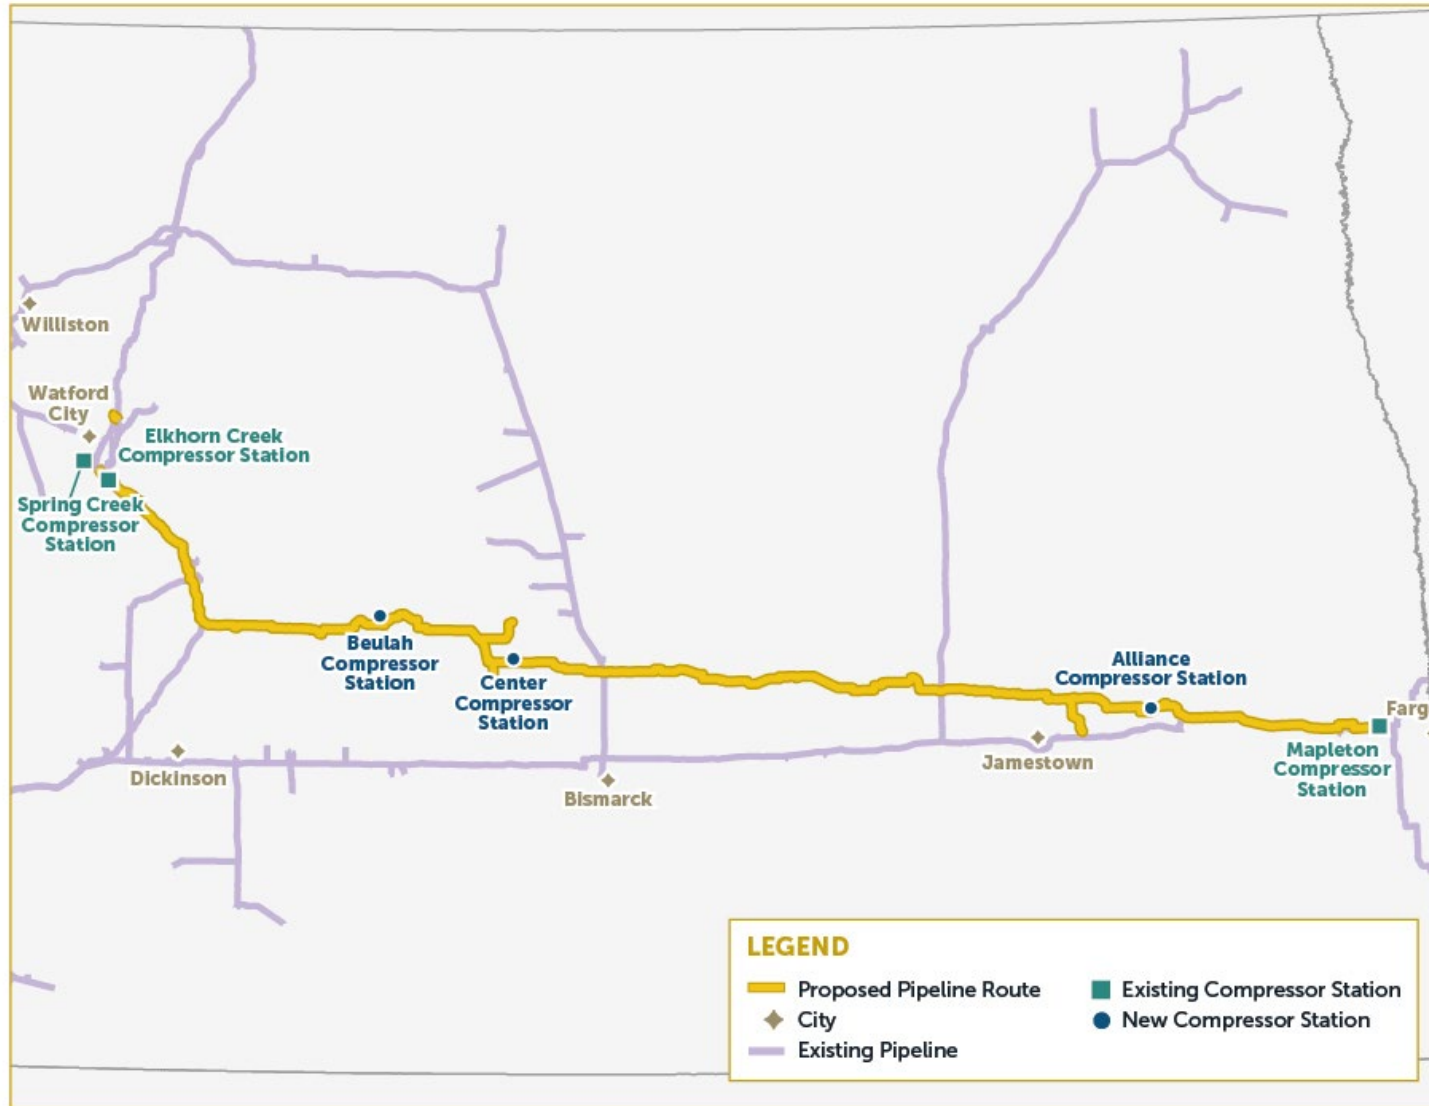 Williston
Watford
City
Elkhorn Creek
Compressor Station
Spring Creek
Compressor
Station
Beulah
Compressor
Station
Center
Compressor
Station
Alliance
Compressor Station
Farg
Mapleton
Compressor
Station
Jamestown
Dickinson
Bismarck
LEGEND
Proposed Pipeline Route
City
Existing Pipeline
Existing Compressor Station
New Compressor Station